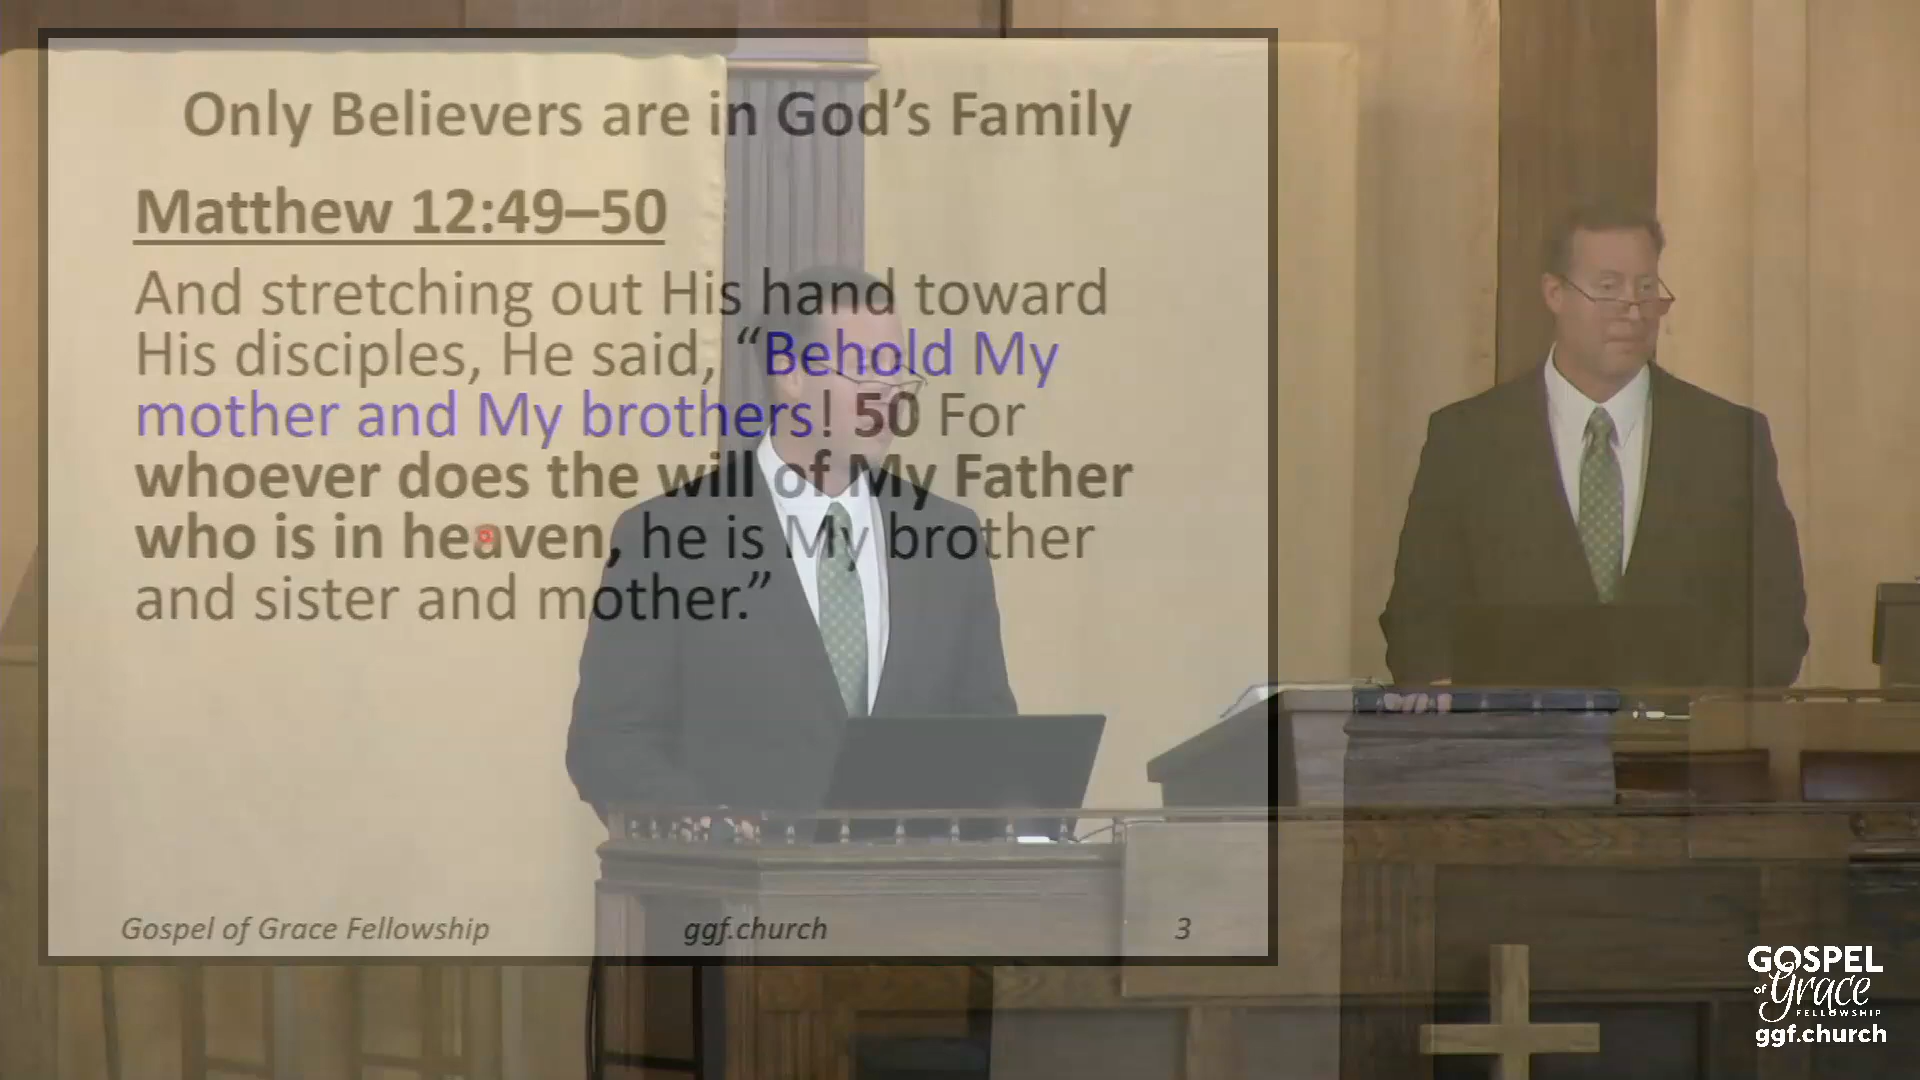 Only Believers are in God's Family
Matthew 12:49–50
And stretching out His hand toward
His disciples, He said, “Behold My
mother and My brothers! 50 For
whoever does the will of My Father
who is in heaven, he is My brother
and sister and mother.”
Gospel of Grace Fellowship ggf.church 3
GOSPEL
of Grace
FELLOWSHIP
ggf.church